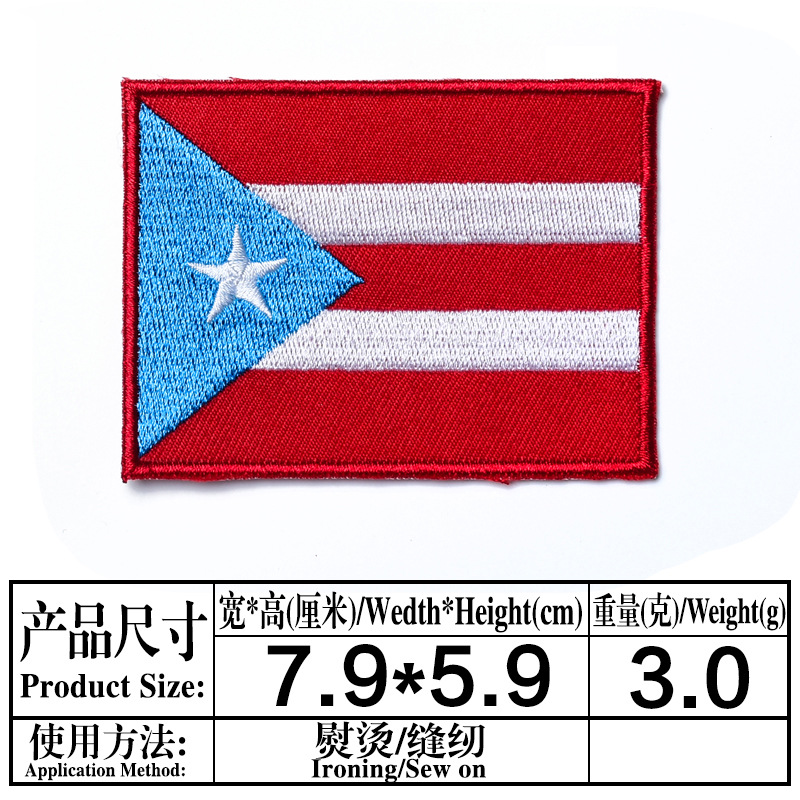 产品尺寸
Product Size:
宽*高(厘米)/Wedth*Height(cm)
7.9*5.9
重量(克)/Weight(g)
3.0
使用方法:
Application Method:
熨烫/缝纫
Ironing/Sew on